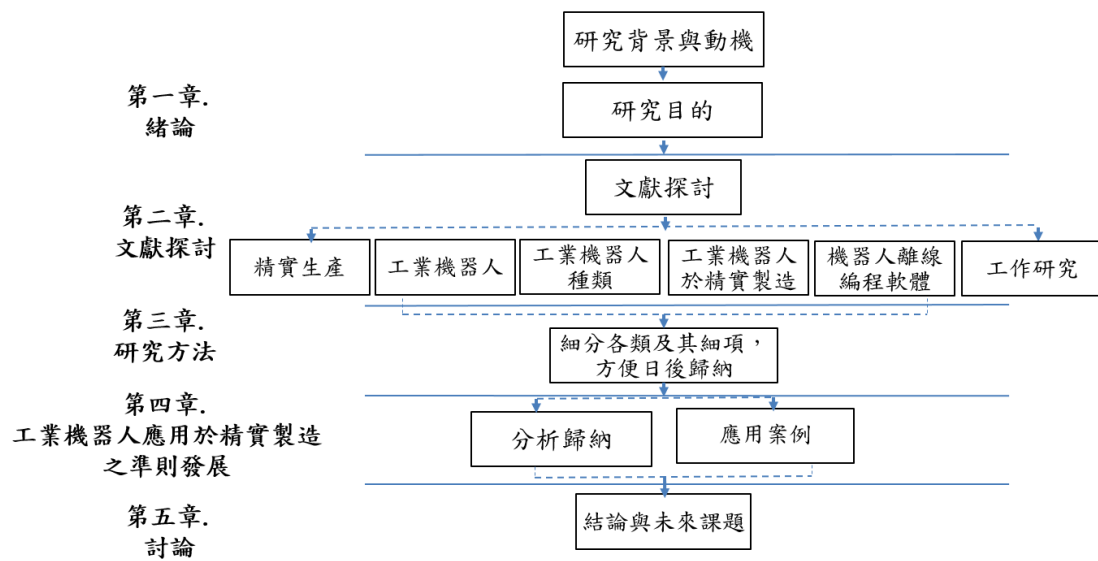 研究背景與動機
第一章.
緒論
研究目的
文獻探討
第二章.
文獻探討
精實生產
工業機器人
工業機器人
種類
工業機器人
於精實製造
機器人離線
編程軟體
工作研究
第三章.
研究方法
細分各類及其細項，
方便日後歸納
第四章.
工業機器人應用於精實製造
之準則發展
分析歸納
應用案例
第五章.
討論
結論與未來課題